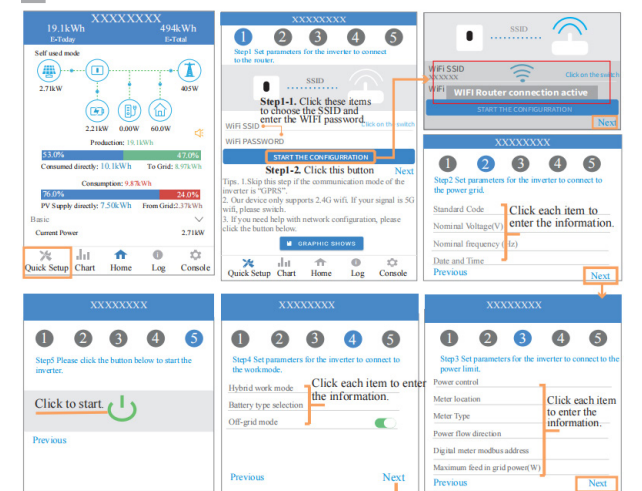 XXXXXXXX
19.1kWh 494kWh
E-Today E-Total
Self used mode
2.71kW 405W
2.21kW 0.00W 60.0W
Production: 19.1kWh
53.0% 47.0%
Consumed directly: 10.1kWh To Grid: 8.97kWh
Consumption: 9.87kWh
76.0% 24.0%
PV Supply directly: 7.50kWh From Grid:2.37kWh
Basic
Current Power 2.71kW
Quick Setup Chart Home Log Console
XXXXXXXX
1 2 3 4 5
Step1 Set parameters for the inverter to connect
to the router.
SSID
Step1-1. Click these items
to choose the SSID and
enter the WIFI password.
WiFi SSID Click on the switch
WiFi PASSWORD
START THE CONFIGURRATION
Step1-2. Click this button Next
Tips. 1.Skip this step if the communication mode of the
inverter is “GPRS”.
2. Our device only supports 2.4G wifi. If your signal is 5G
wifi, please switch.
3. If you need help with network configuration, please
click the button below.
GRAPHIC SHOWS
Quick Setup Chart Home Log Console
SSID
WiFi SSID
XXXXXX Click on the switch
WiFi
WIFI Router connection active
START THE CONFIGURRATION
Next
XXXXXXXX
1 2 3 4 5
Step2 Set parameters for the inverter to connect to
the power grid.
Standard Code
Nominal Voltage(V)
Nominal frequency (Hz)
Date and Time
Click each item to
enter the information.
Previous Next
XXXXXXXX
1 2 3 4 5
Step5 Please click the button below to start the
inverter.
Click to start.
Previous
XXXXXXXX
1 2 3 4 5
Step4 Set parameters for the inverter to connect to
the workmode.
Hybrid work mode
Battery type selection
Off-grid mode
Click each item to enter
the information.
Previous Next
XXXXXXXX
1 2 3 4 5
Step3 Set parameters for the inverter to connect to the
power limit.
Power control
Meter location
Meter Type
Power flow direction
Digital meter modbus address
Maximum feed in grid power(W)
Click each item
to enter the
information.
Previous Next